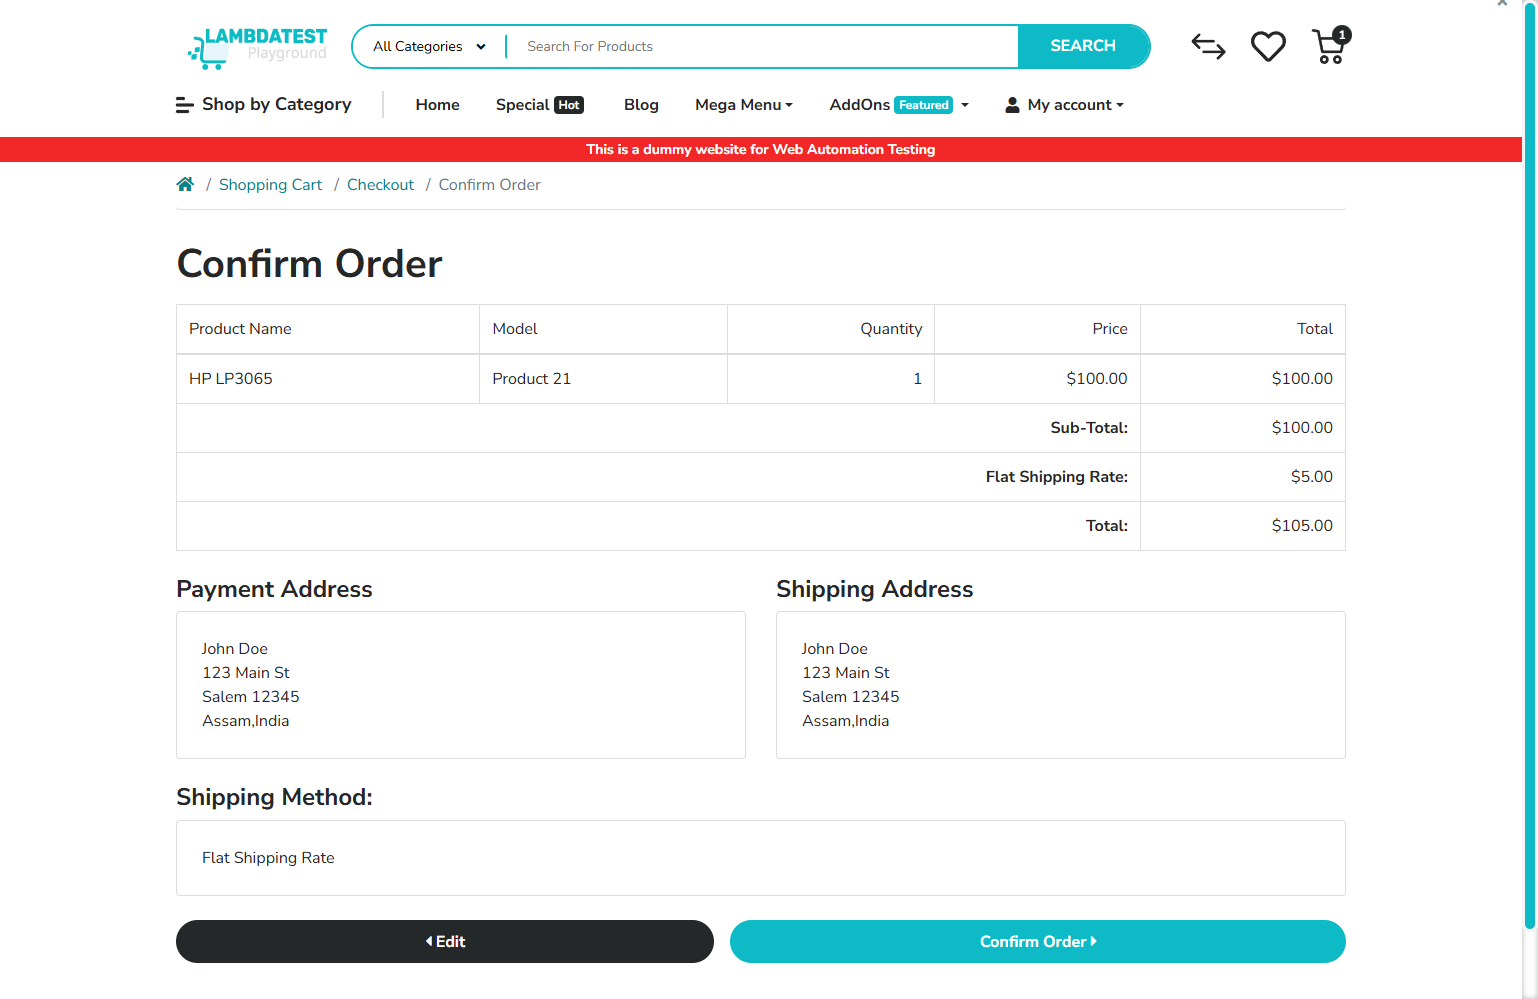 LAMBDATEST
Playground
All Categories
Search For Products
SEARCH
1
Shop by Category
Home
Special Hot
Blog
Mega Menu
AddOns Featured
My account
This is a dummy website for Web Automation Testing
/ Shopping Cart / Checkout / Confirm Order
Confirm Order
Product Name Model Quantity Price Total
HP LP3065 Product 21 1 $100.00 $100.00
Sub-Total: $100.00
Flat Shipping Rate: $5.00
Total: $105.00
Payment Address
John Doe
123 Main St
Salem 12345
Assam,India
Shipping Address
John Doe
123 Main St
Salem 12345
Assam,India
Shipping Method:
Flat Shipping Rate
Edit
Confirm Order